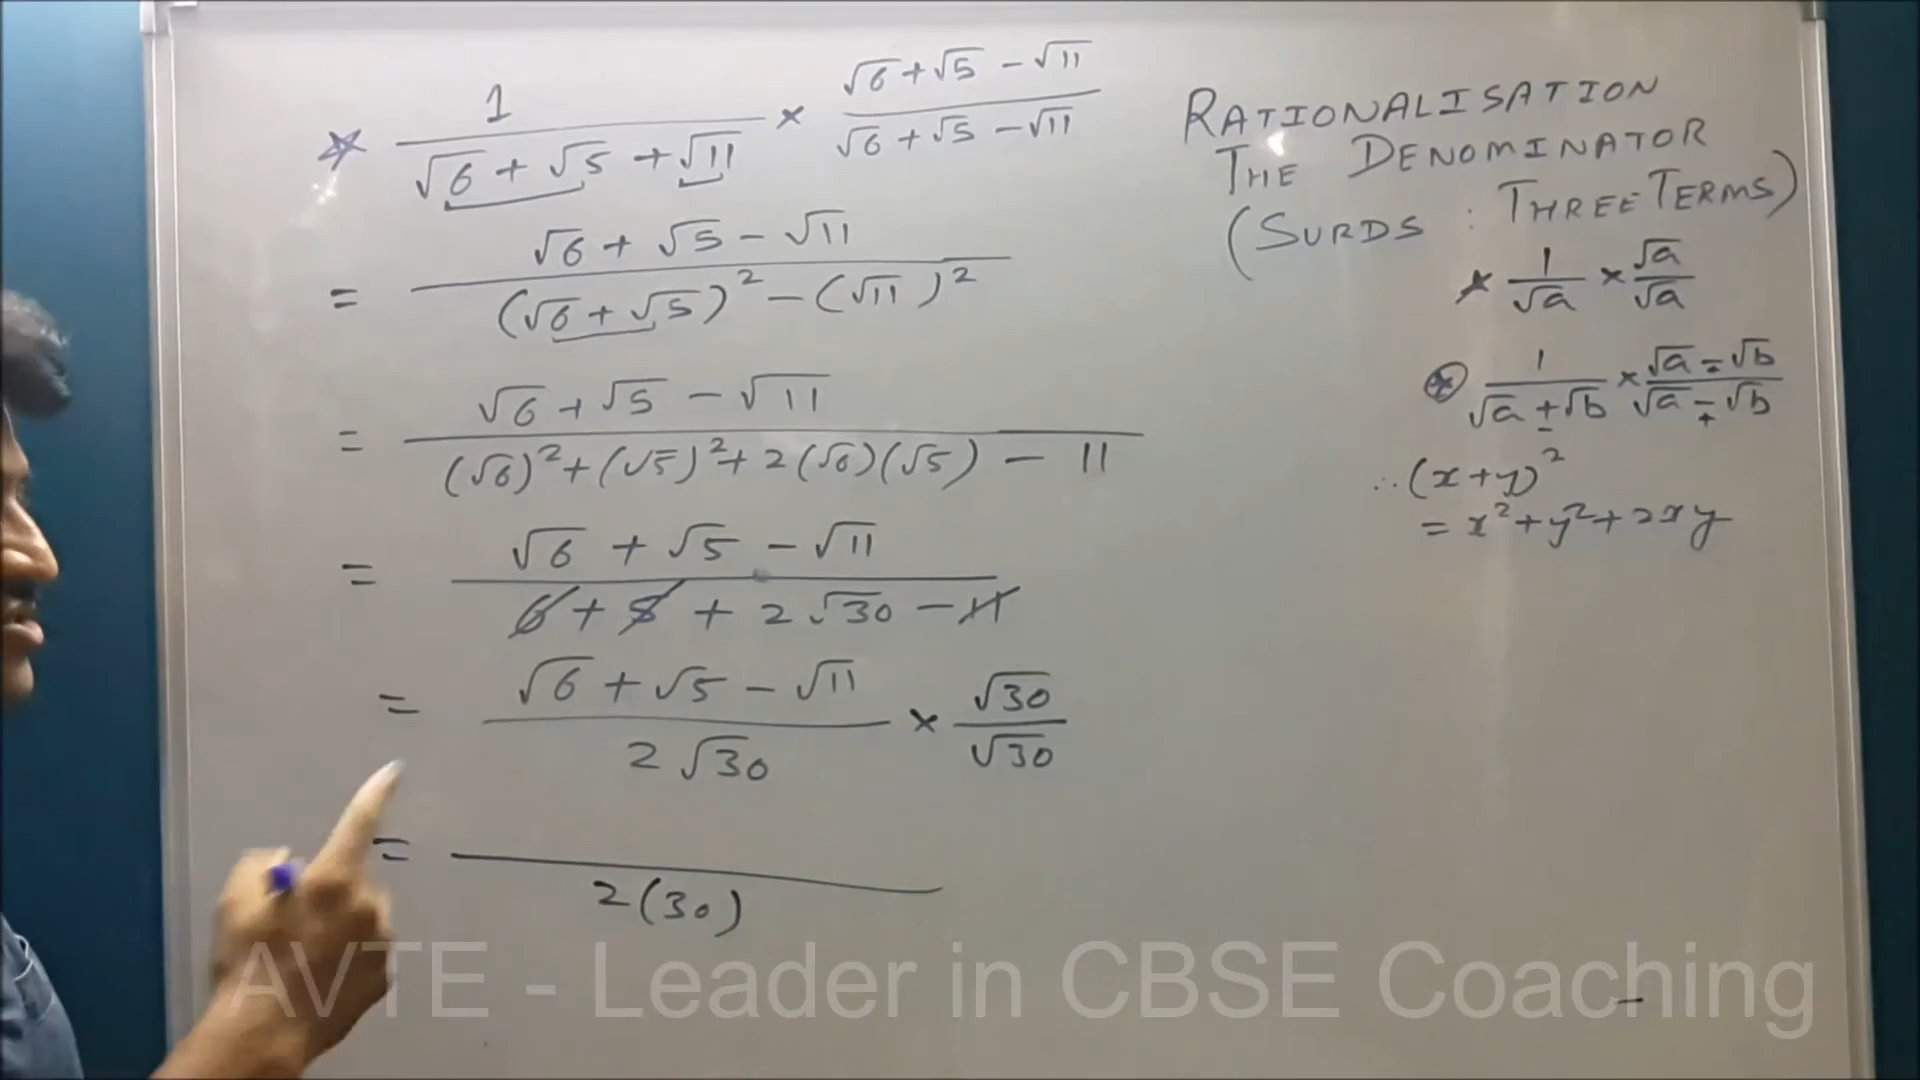 * 1/(√6 + √5 + √11) × (√6 + √5 − √11)/(√6 + √5 − √11)
= (√6 + √5 − √11)/((√6 + √5)² − (√11)²)
= (√6 + √5 − √11)/((√6)² + (√5)² + 2(√6)(√5) − 11)
= (√6 + √5 − √11)/(6 + 5 + 2√30 − 11)
= (√6 + √5 − √11)/(2√30) × √30/√30
= /2(30)
RATIONALISATION
THE DENOMINATOR
(SURDS : THREE TERMS)
* 1/√a × √a/√a
* 1/(√a ± √b) × (√a ∓ √b)/(√a ∓ √b)
∴ (x + y)²
= x² + y² + 2xy
AVTE - Leader in CBSE Coaching